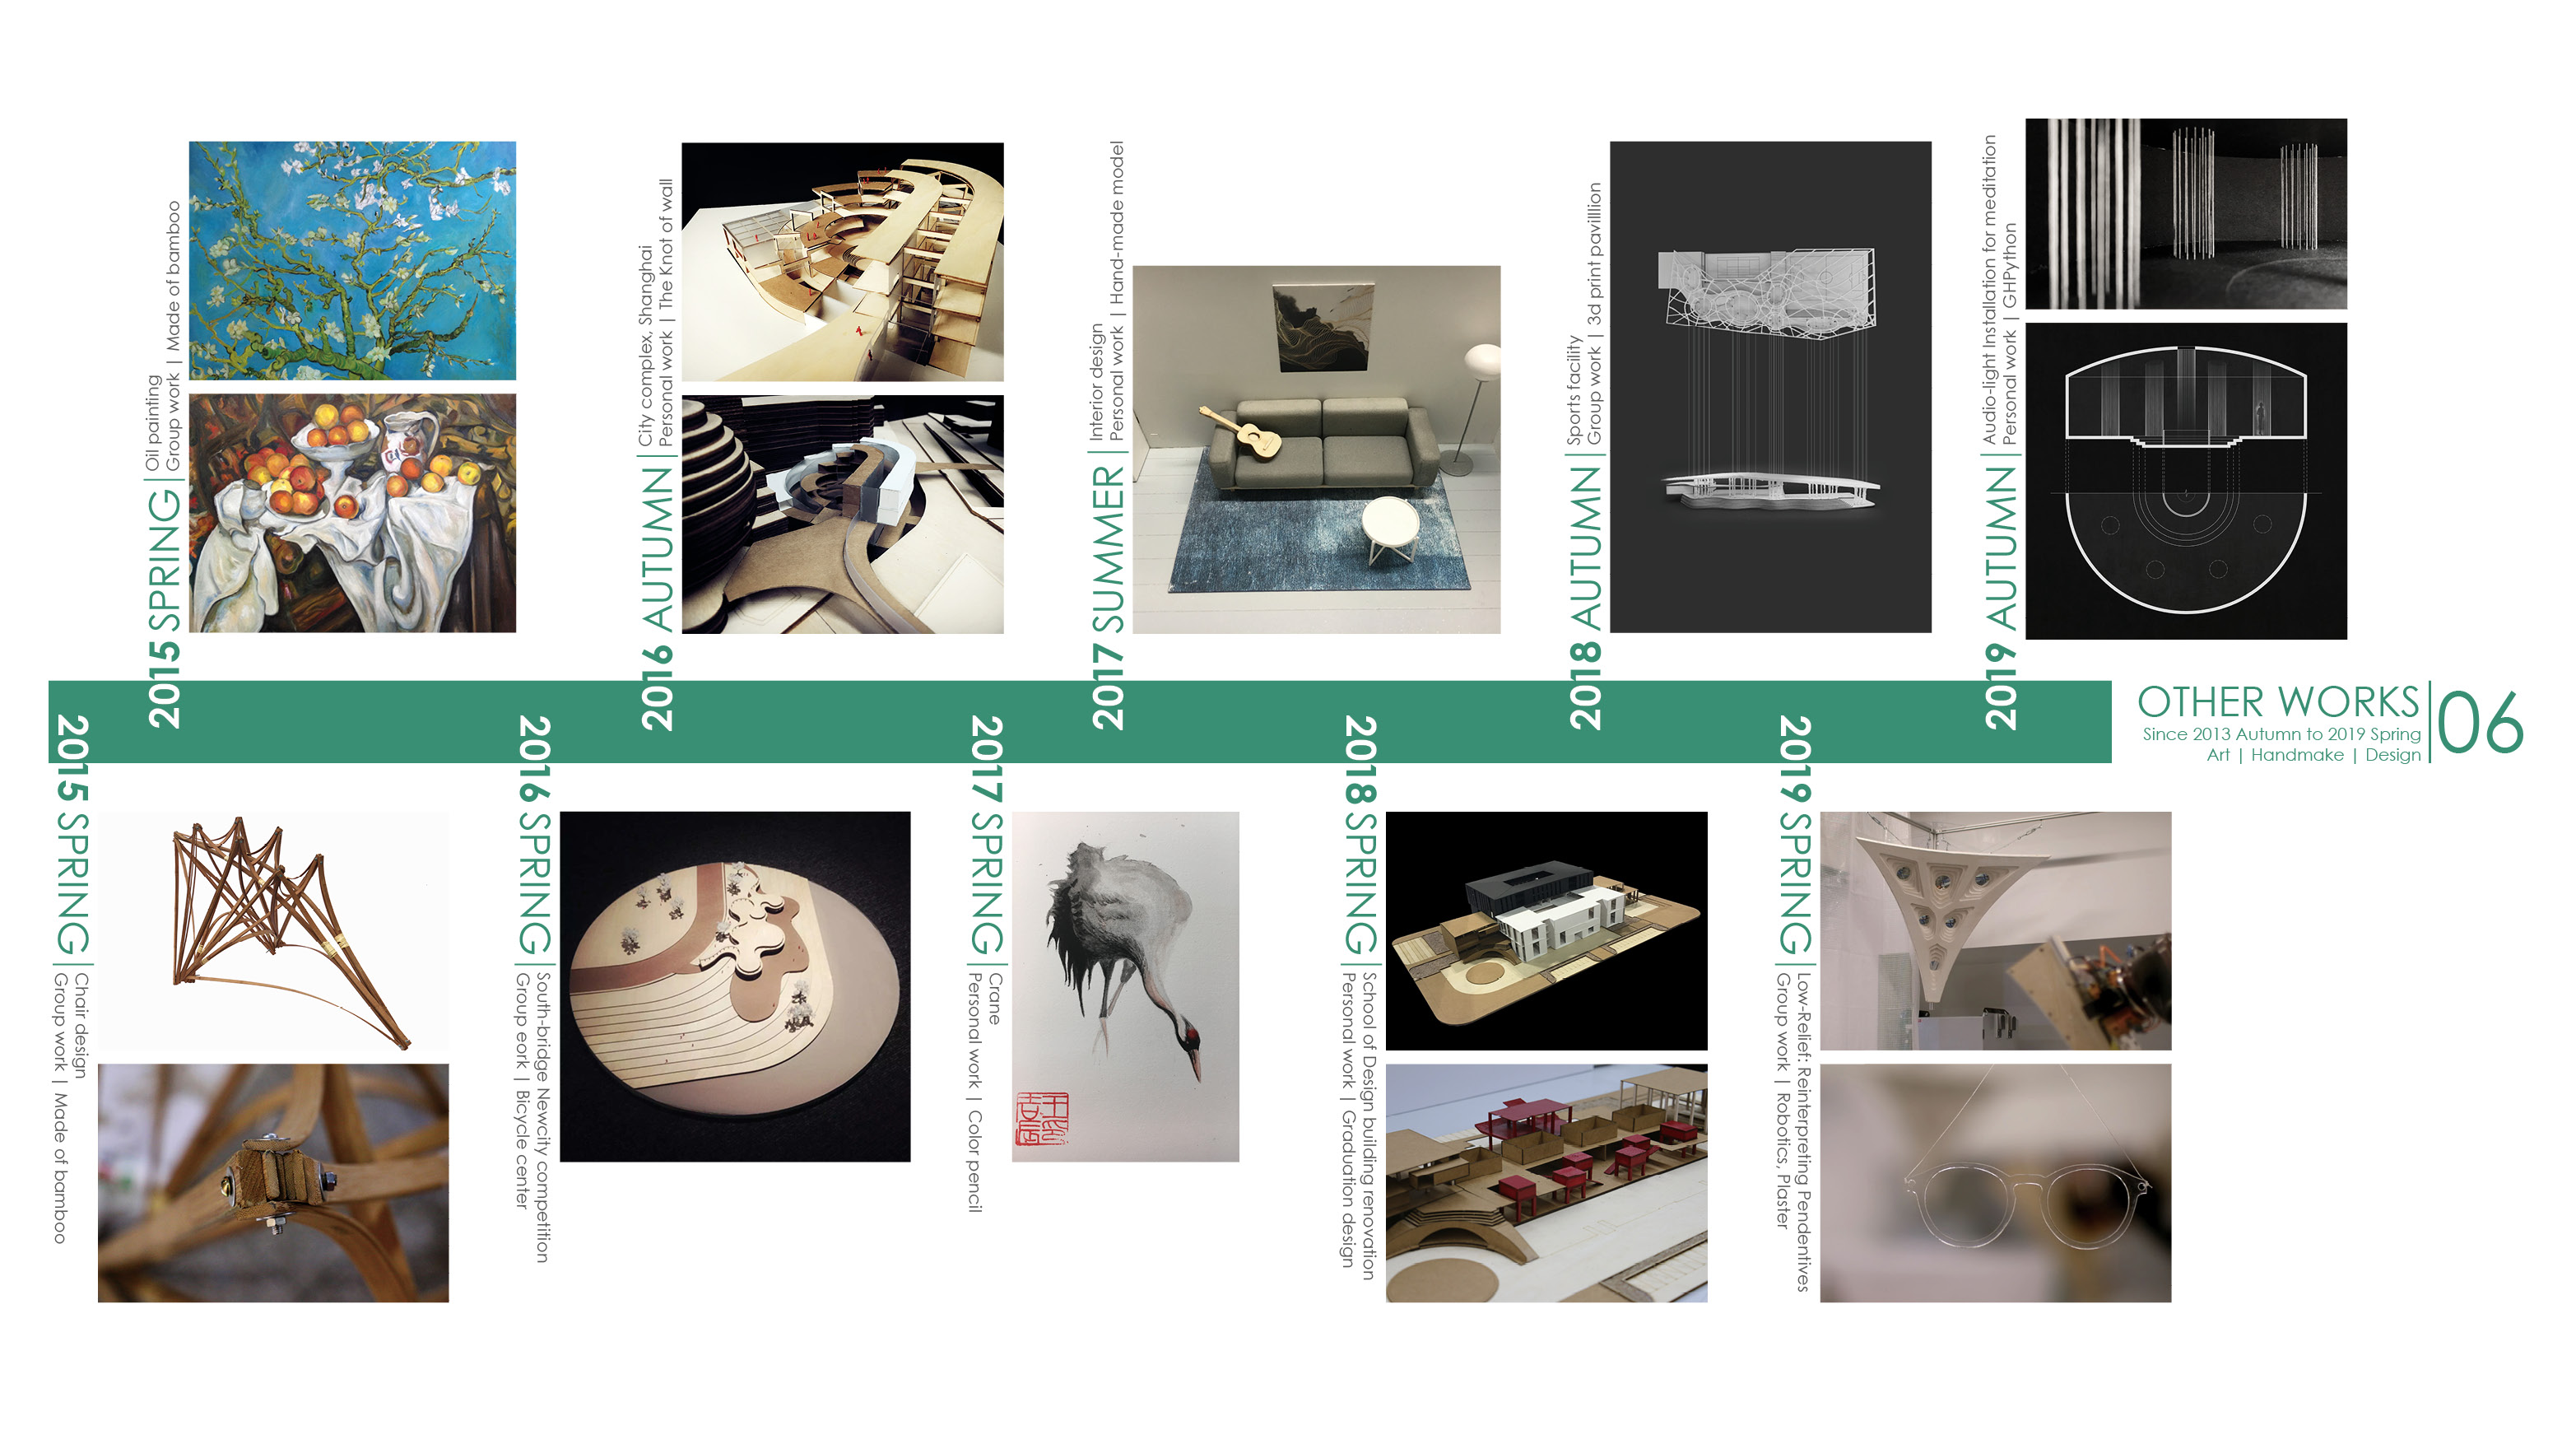 2015 SPRING
Oil painting
Group work | Made of bamboo
2016 AUTUMN
City complex, Shanghai
Personal work | The Knot of wall
2017 SUMMER
Interior design
Personal work | Hand-made model
2018 AUTUMN
Sports facility
Group work | 3d print pavillion
2019 AUTUMN
Audio-light Installation for meditation
Personal work | GHPython
OTHER WORKS
Since 2013 Autumn to 2019 Spring
Art | Handmake | Design
06
2015 SPRING
Chair design
Group work | Made of bamboo
2016 SPRING
South-bridge Newcity competition
Group eork | Bicycle center
2017 SPRING
Crane
Personal work | Color pencil
2018 SPRING
School of Design building renovation
Personal work | Graduation design
2019 SPRING
Low-Relief: Reinterpreting Pendentives
Group work | Robotics, Plaster